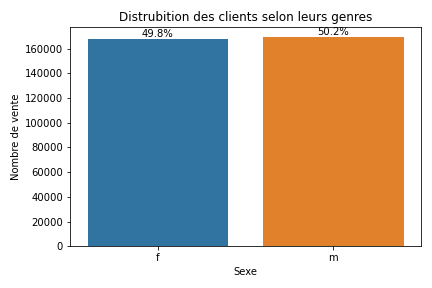 Distrubition des clients selon leurs genres
49.8%
50.2%
160000
140000
120000
100000
80000
60000
40000
20000
0
Nombre de vente
f
m
Sexe